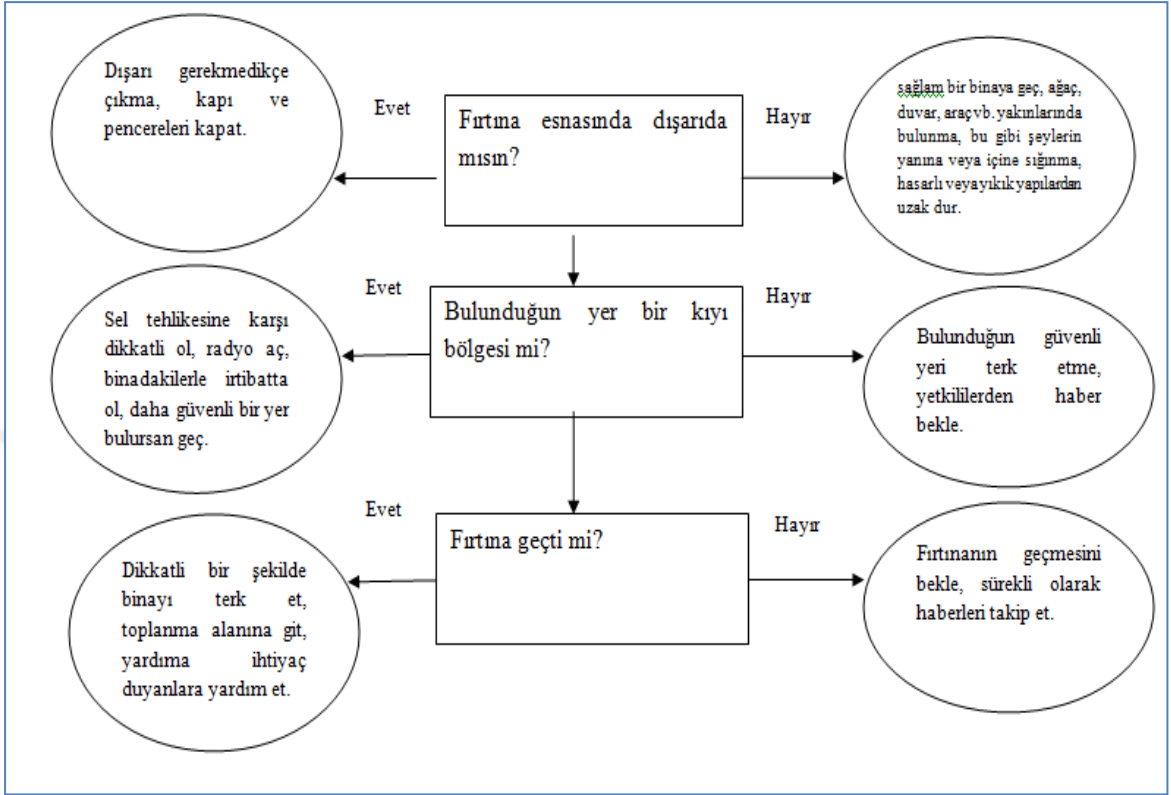 Dışarı gerekmedikçe
çıkma, kapı ve
pencereleri kapat.
Evet
Fırtına esnasında dışarıda
mısın?
Hayır
sağlam bir binaya geç, ağaç,
duvar, araç vb. yakınlarında
bulunma, bu gibi şeylerin
yanına veya içine sığınma,
hasarlı veya yıkık yapılardan
uzak dur.
Sel tehlikesine karşı
dikkatli ol, radyo aç,
binadakilerle irtibatta
ol, daha güvenli bir yer
bulursan geç.
Evet
Bulunduğun yer bir kıyı
bölgesi mi?
Hayır
Bulunduğun güvenli
yeri terk etme,
yetkililerden haber
bekle.
Dikkatli bir şekilde
binayı terk et,
toplanma alanına git,
yardıma ihtiyaç
duyanlara yardım et.
Evet
Fırtına geçti mi?
Hayır
Fırtınanın geçmesini
bekle, sürekli olarak
haberleri takip et.